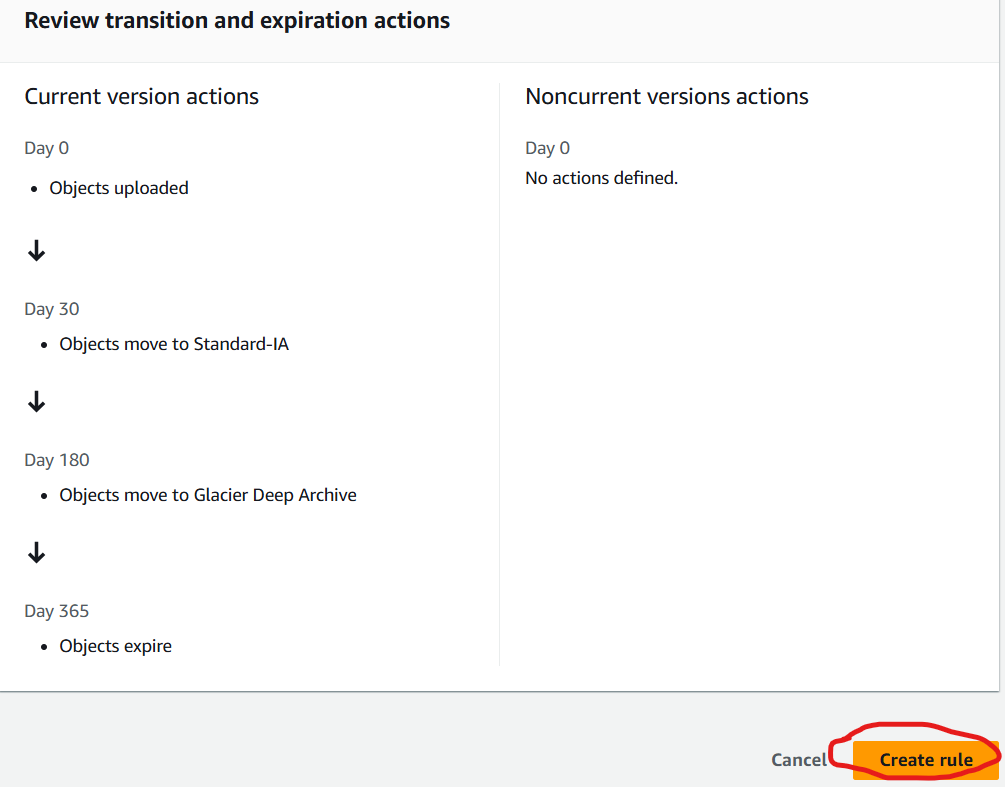 Review transition and expiration actions
Current version actions
Day 0
Objects uploaded
Day 30
Objects move to Standard-IA
Day 180
Objects move to Glacier Deep Archive
Day 365
Objects expire
Noncurrent versions actions
Day 0
No actions defined.
Cancel
Create rule